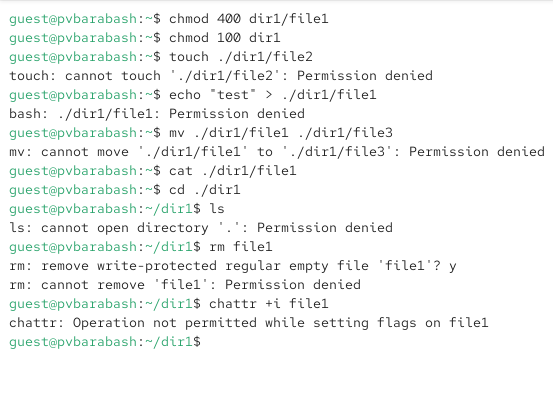 guest@pvbarabash:~$ chmod 400 dir1/file1
guest@pvbarabash:~$ chmod 100 dir1
guest@pvbarabash:~$ touch ./dir1/file2
touch: cannot touch './dir1/file2': Permission denied
guest@pvbarabash:~$ echo "test" > ./dir1/file1
bash: ./dir1/file1: Permission denied
guest@pvbarabash:~$ mv ./dir1/file1 ./dir1/file3
mv: cannot move './dir1/file1' to './dir1/file3': Permission denied
guest@pvbarabash:~$ cat ./dir1/file1
guest@pvbarabash:~$ cd ./dir1
guest@pvbarabash:~/dir1$ ls
ls: cannot open directory '.': Permission denied
guest@pvbarabash:~/dir1$ rm file1
rm: remove write-protected regular empty file 'file1'? y
rm: cannot remove 'file1': Permission denied
guest@pvbarabash:~/dir1$ chattr +i file1
chattr: Operation not permitted while setting flags on file1
guest@pvbarabash:~/dir1$